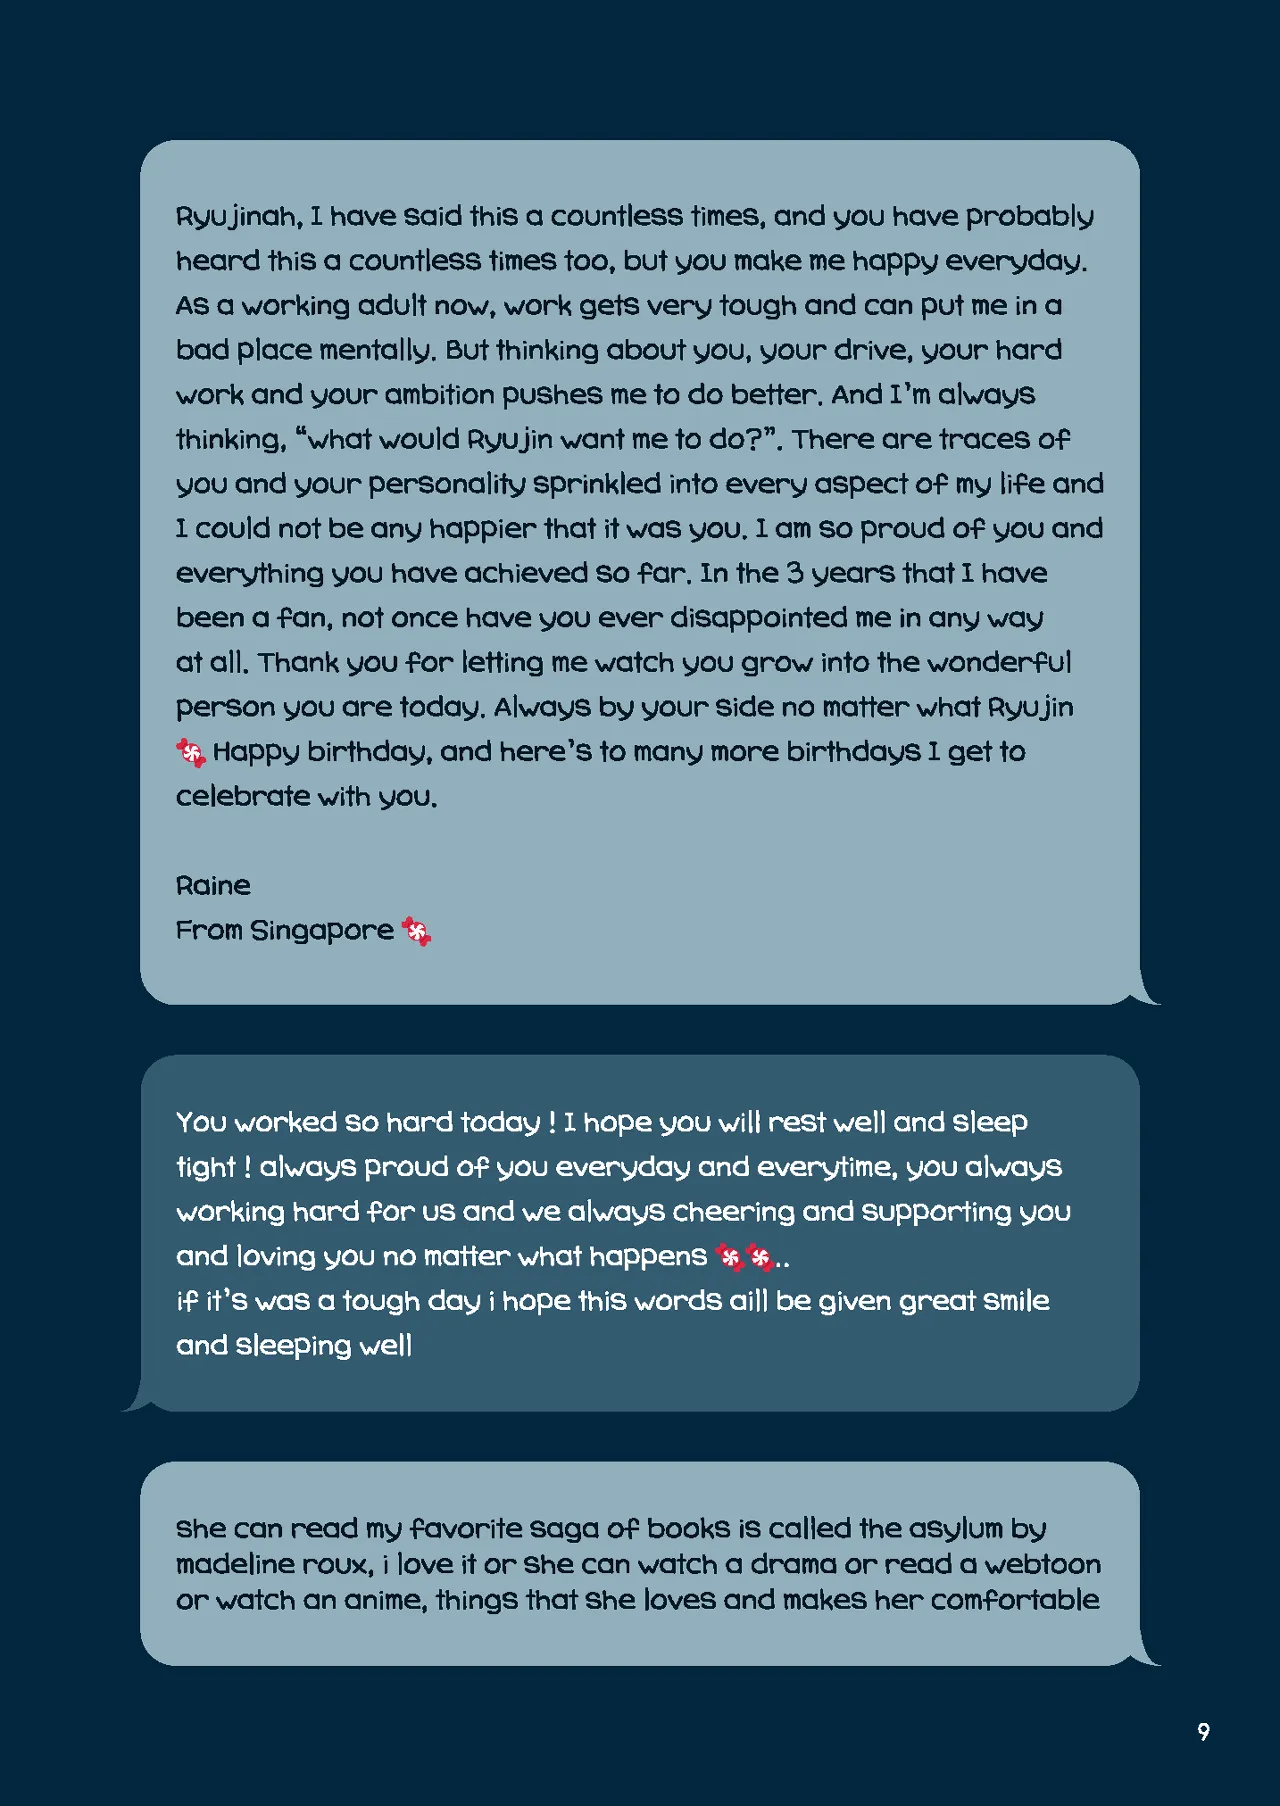 Ryujinah, I have said this a countless times, and you have probably
heard this a countless times too, but you make me happy everyday.
As a working adult now, work gets very tough and can put me in a
bad place mentally. But thinking about you, your drive, your hard
work and your ambition pushes me to do better. And I'm always
thinking, “what would Ryujin want me to do?”. There are traces of
you and your personality sprinkled into every aspect of my life and
I could not be any happier that it was you. I am so proud of you and
everything you have achieved so far. In the 3 years that I have
been a fan, not once have you ever disappointed me in any way
at all. Thank you for letting me watch you grow into the wonderful
person you are today. Always by your side no matter what Ryujin
🍬 Happy birthday, and here's to many more birthdays I get to
celebrate with you.
Raine
From Singapore 🍬
You worked so hard today ! I hope you will rest well and sleep
tight ! always proud of you everyday and everytime, you always
working hard for us and we always cheering and supporting you
and loving you no matter what happens 🍬🍬..
if it's was a tough day i hope this words aill be given great smile
and sleeping well
She can read my favorite saga of books is called the asylum by
madeline roux, i love it or she can watch a drama or read a webtoon
or watch an anime, things that she loves and makes her comfortable
9